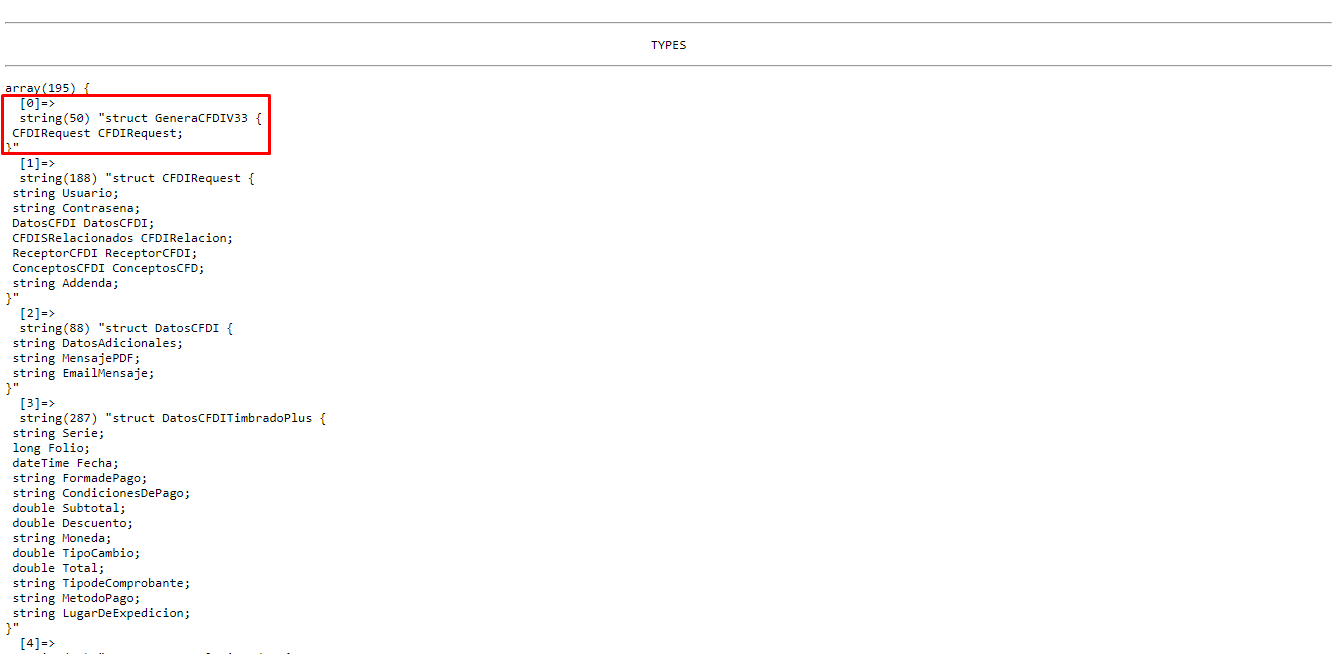 TYPES
array(195) {
  [0]=>
  string(50) "struct GeneraCFDIV33 {
 CFDIRequest CFDIRequest;
}"
  [1]=>
  string(188) "struct CFDIRequest {
 string Usuario;
 string Contrasena;
 DatosCFDI DatosCFDI;
 CFDISRelacionados CFDIRelacion;
 ReceptorCFDI ReceptorCFDI;
 ConceptosCFDI ConceptosCFD;
 string Addenda;
}"
  [2]=>
  string(88) "struct DatosCFDI {
 string DatosAdicionales;
 string MensajePDF;
 string EmailMensaje;
}"
  [3]=>
  string(287) "struct DatosCFDITimbradoPlus {
 string Serie;
 long Folio;
 dateTime Fecha;
 string FormadePago;
 string CondicionesDePago;
 double Subtotal;
 double Descuento;
 string Moneda;
 double TipoCambio;
 double Total;
 string TipodeComprobante;
 string MetodoPago;
 string LugarDeExpedicion;
}"
  [4]=>